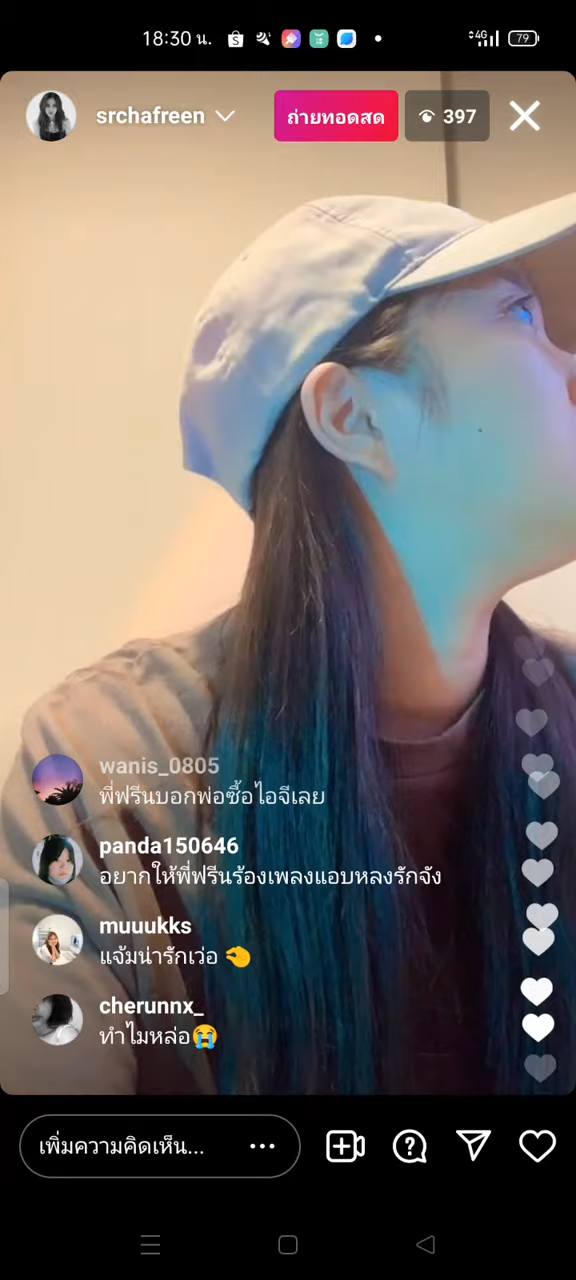 18:30 น.
4G
79
srchafreen
ถ่ายทอดสด
397
wanis_0805
พี่ฟรีนบอกพ่อซื้อไอจีเลย
panda150646
อยากให้พี่ฟรีนร้องเพลงแอบหลงรักจัง
muuukks
แจ้มน่ารักเว่อ 🤏
cherunnx_
ทำไมหล่อ😭
เพิ่มความคิดเห็น...